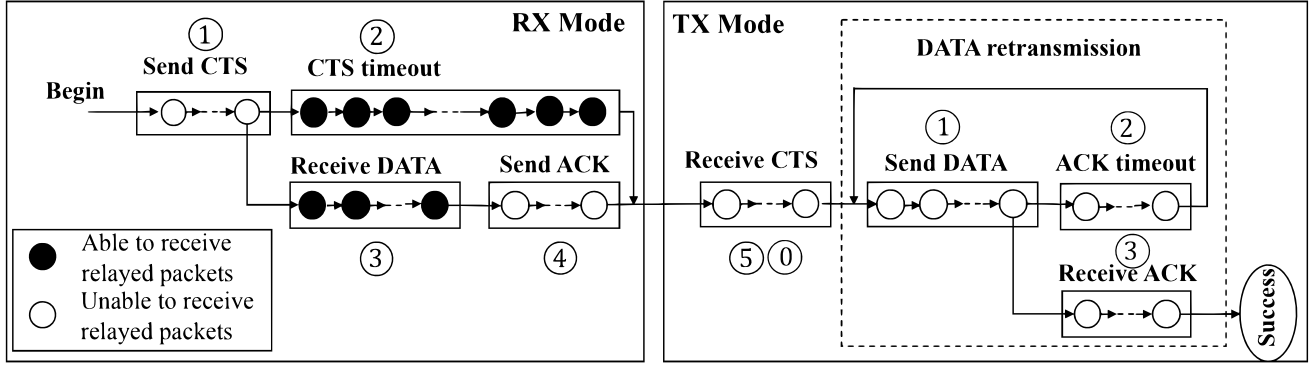 RX Mode
①
②
Send CTS
CTS timeout
Begin
Receive DATA
Send ACK
③
④
Able to receive
relayed packets
Unable to receive
relayed packets
TX Mode
DATA retransmission
①
②
Receive CTS
Send DATA
ACK timeout
⑤ ⓪
③
Receive ACK
Success